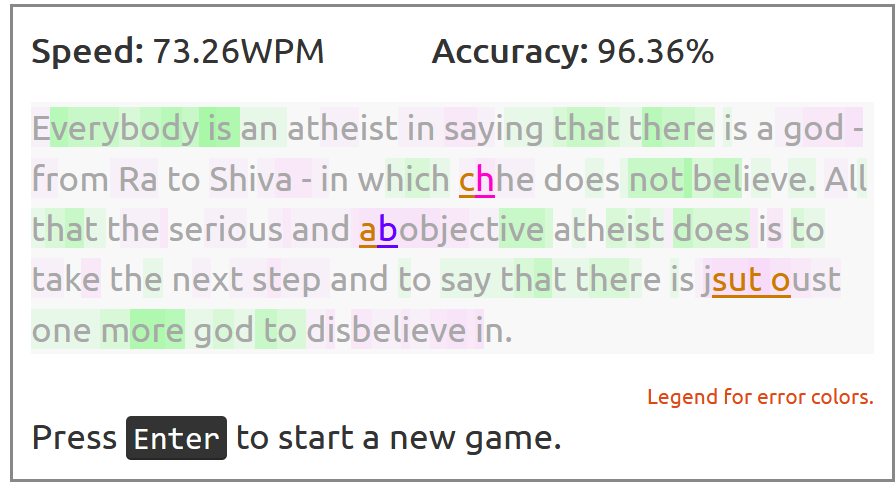 Speed: 73.26WPM Accuracy: 96.36%
Everybody is an atheist in saying that there is a god -
from Ra to Shiva - in which chhe does not believe. All
that the serious and abobjective atheist does is to
take the next step and to say that there is jsut oust
one more god to disbelieve in.
Legend for error colors.
Press Enter to start a new game.